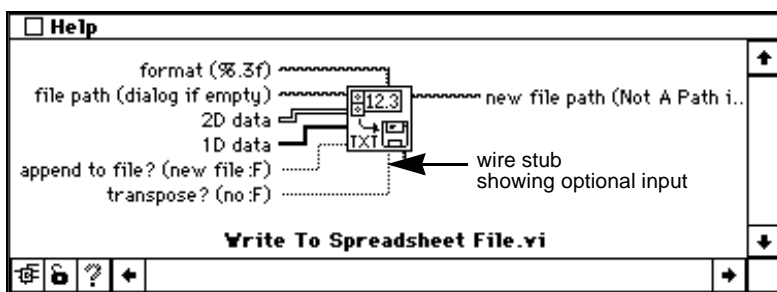 Help
format (%.3f)
file path (dialog if empty)
2D data
1D data
append to file? (new file:F)
transpose? (no:F)
12.3
TXT
new file path (Not A Path i..
wire stub
showing optional input
Write To Spreadsheet File.vi
?